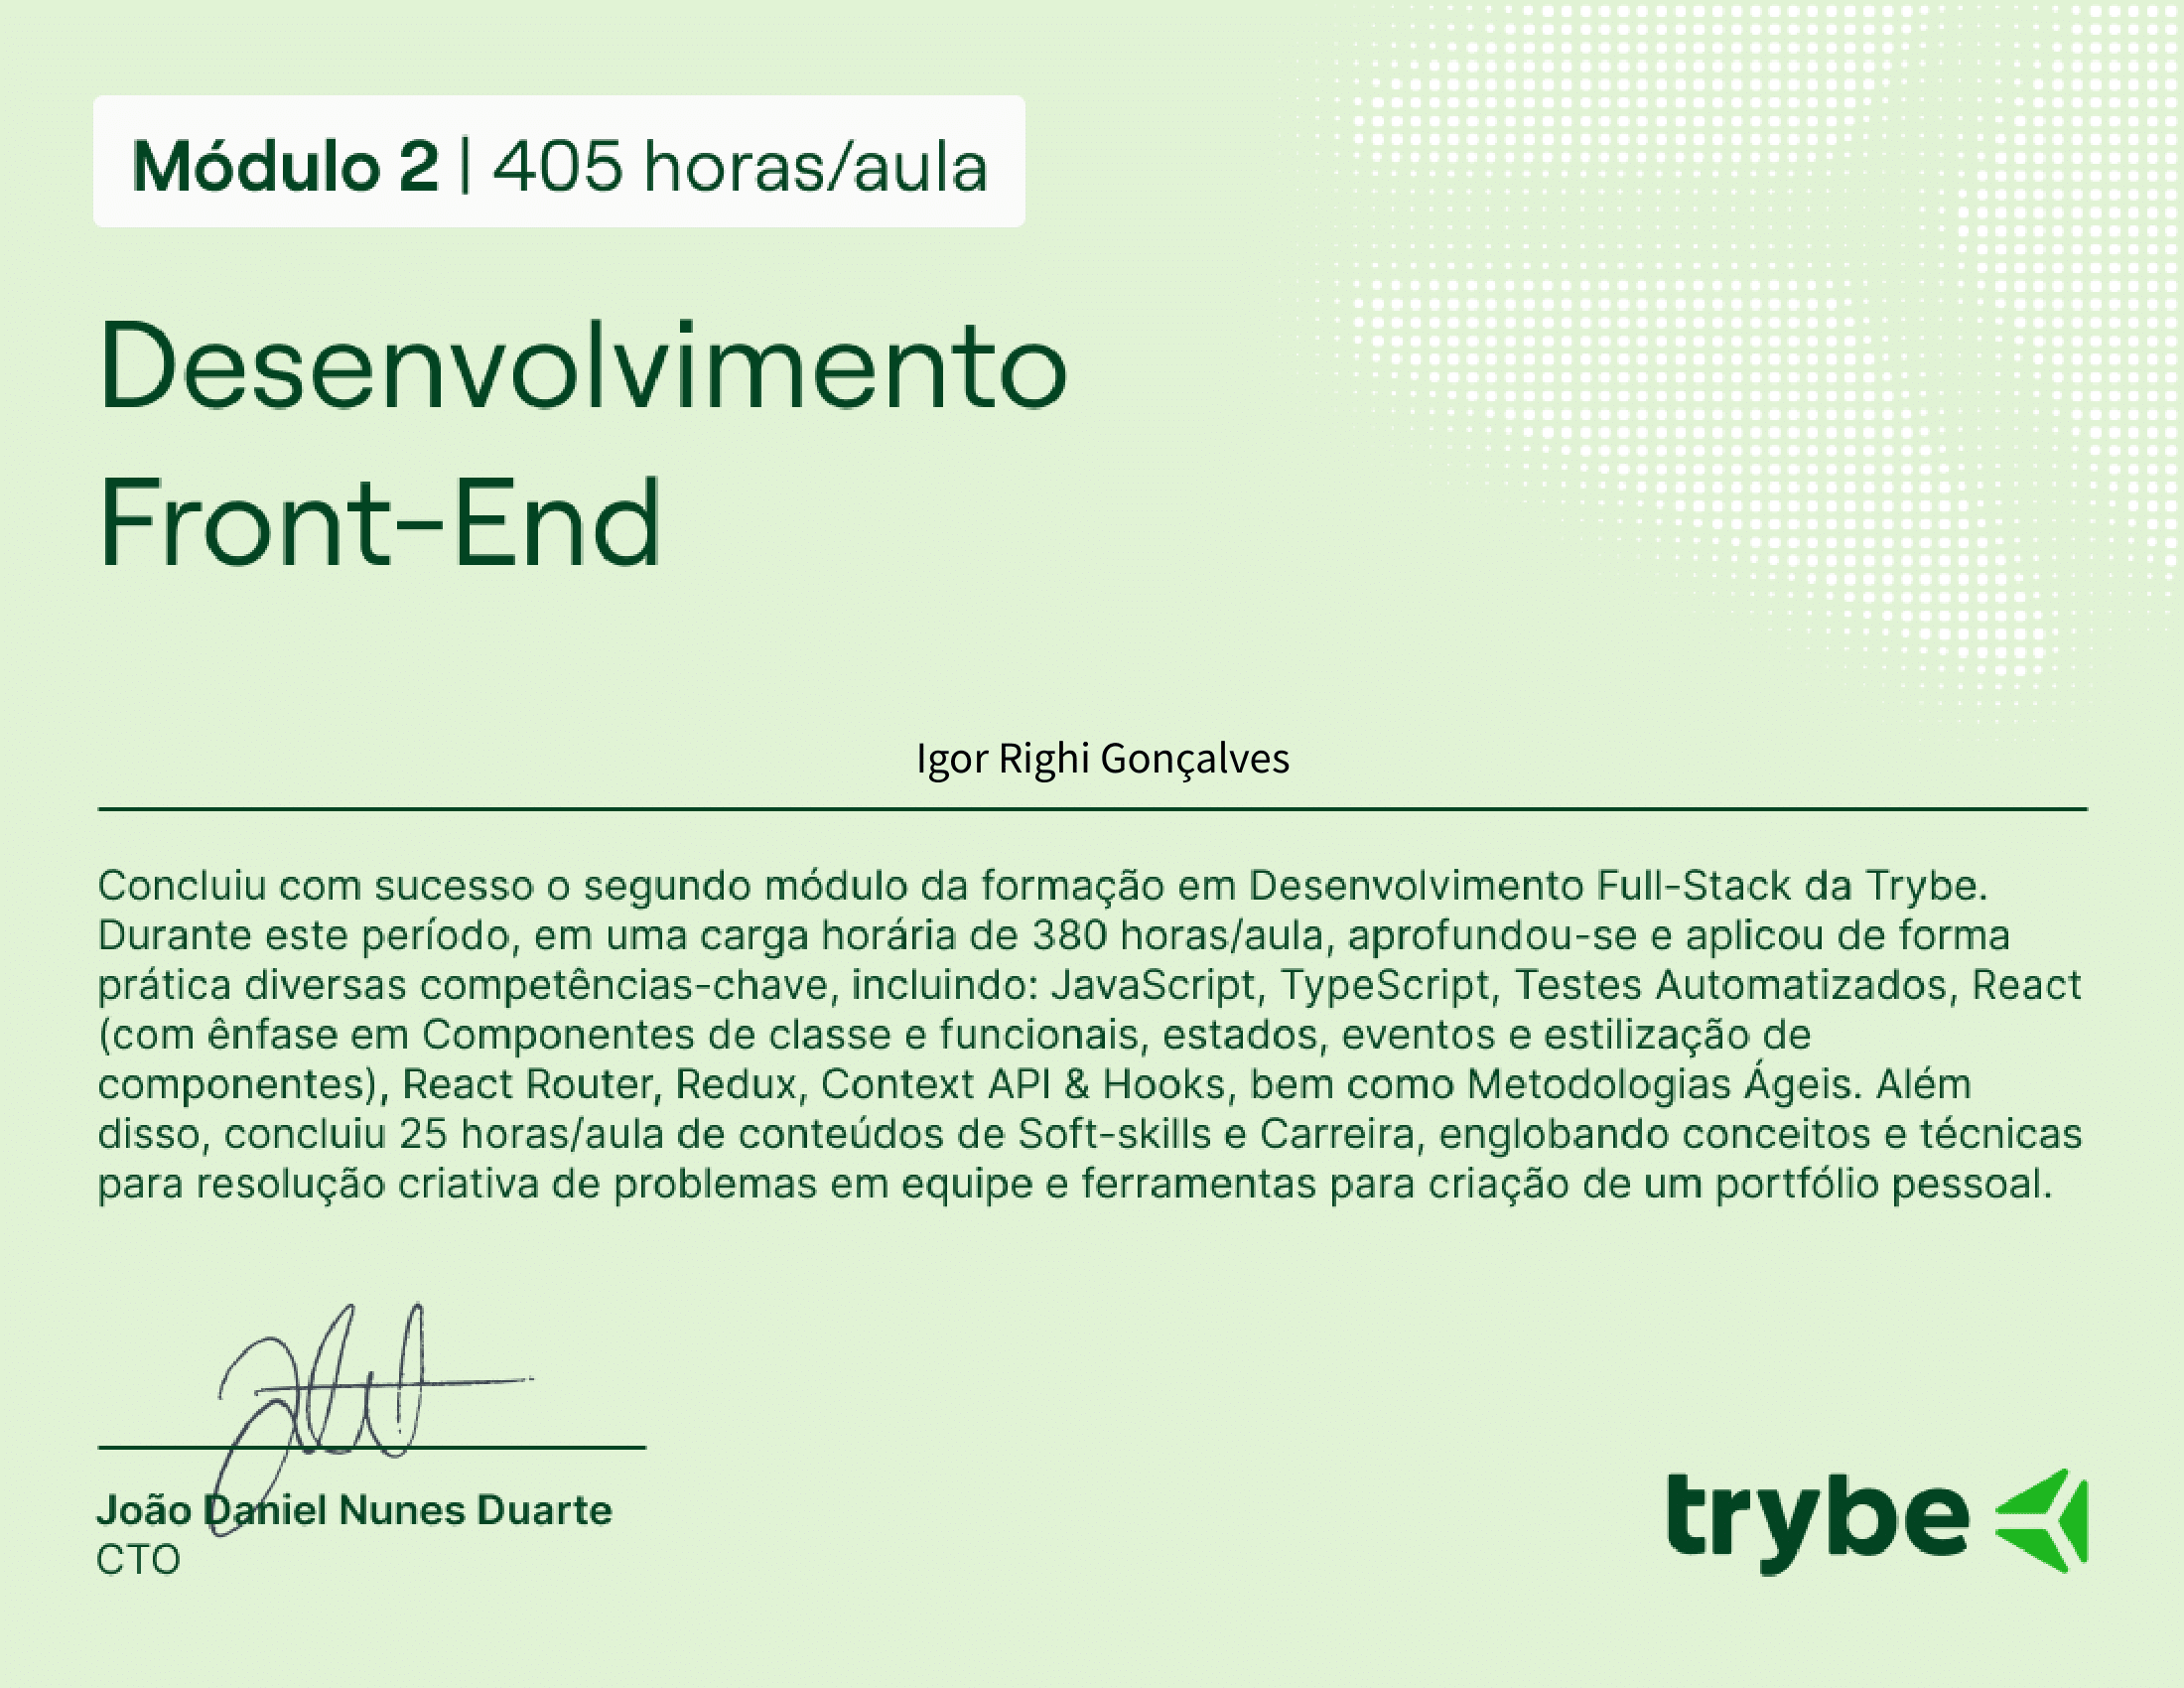 Módulo 2 | 405 horas/aula
Desenvolvimento
Front-End
Igor Righi Gonçalves
Concluiu com sucesso o segundo módulo da formação em Desenvolvimento Full-Stack da Trybe.
Durante este período, em uma carga horária de 380 horas/aula, aprofundou-se e aplicou de forma
prática diversas competências-chave, incluindo: JavaScript, TypeScript, Testes Automatizados, React
(com ênfase em Componentes de classe e funcionais, estados, eventos e estilização de
componentes), React Router, Redux, Context API & Hooks, bem como Metodologias Ágeis. Além
disso, concluiu 25 horas/aula de conteúdos de Soft-skills e Carreira, englobando conceitos e técnicas
para resolução criativa de problemas em equipe e ferramentas para criação de um portfólio pessoal.
João Daniel Nunes Duarte
CTO
trybe